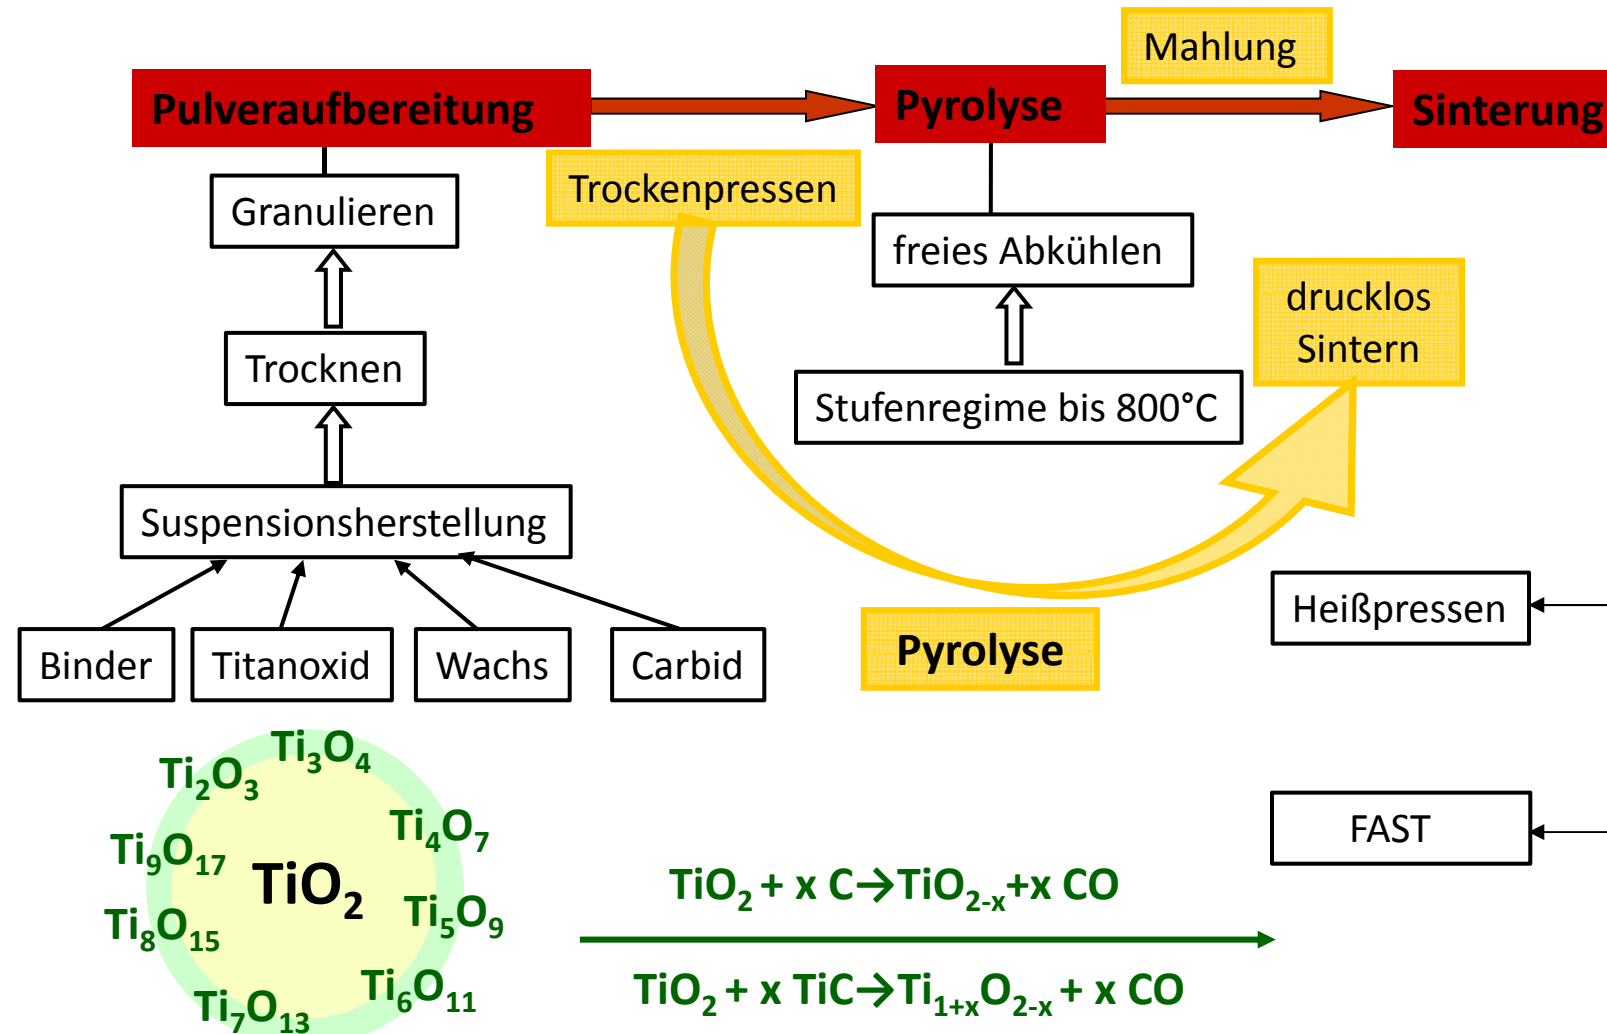 Mahlung
Pulveraufbereitung
Pyrolyse
Sinterung
Trockenpressen
Granulieren
freies Abkühlen
drucklos
Sintern
Trocknen
Stufenregime bis 800°C
Suspensionsherstellung
Heißpressen
Binder
Titanoxid
Wachs
Carbid
Pyrolyse
Ti₃O₄
Ti₂O₃
Ti₄O₇
Ti₉O₁₇
TiO₂
Ti₅O₉
Ti₈O₁₅
Ti₆O₁₁
Ti₇O₁₃
FAST
TiO₂ + x C→TiO₂₋ₓ+x CO
TiO₂ + x TiC→Ti₁₊ₓO₂₋ₓ + x CO